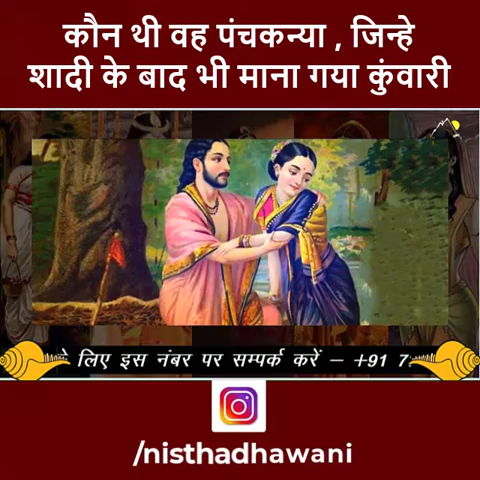 कौन थी वह पंचकन्या , जिन्हे
शादी के बाद भी माना गया कुंवारी
लिए इस नंबर पर सम्पर्क करें – +91 7
/nisthadhawani